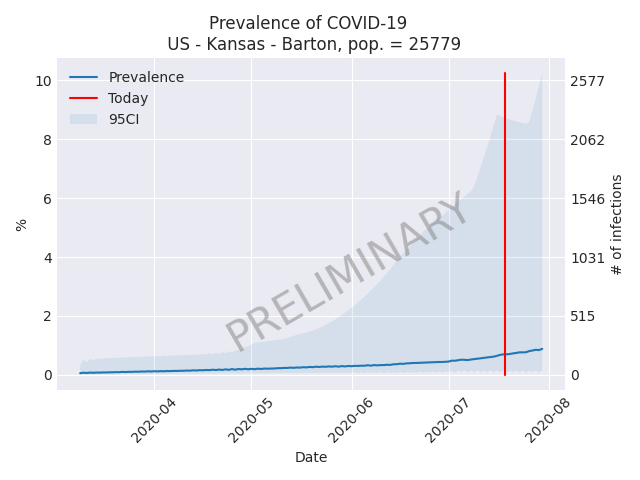 Prevalence of COVID-19
US - Kansas - Barton, pop. = 25779
Prevalence
Today
95CI
PRELIMINARY
10
8
6
4
2
0
%
2577
2062
1546
1031
515
0
# of infections
2020-04
2020-05
2020-06
2020-07
2020-08
Date